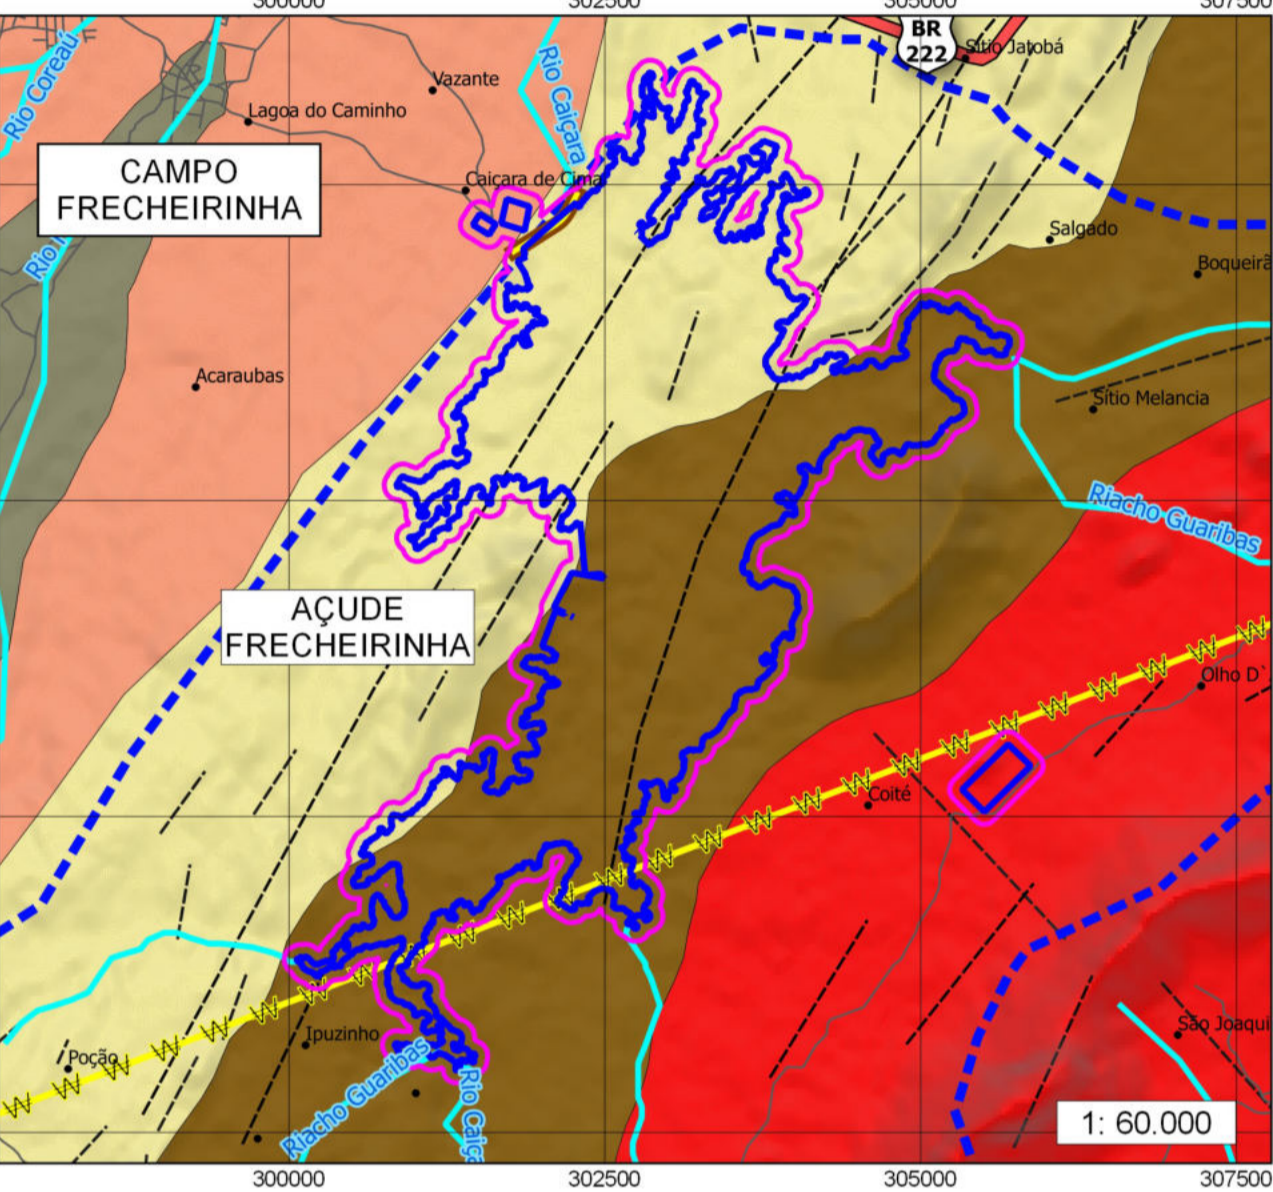 300000
302500
305000
307500
BR
222
Sítio Jatobá
Rio Coreaú
Vazante
Rio Caiçara
Lagoa do Caminho
CAMPO
FRECHEIRINHA
Caiçara de Cima
Salgado
Rio
Boqueirã
Acaraubas
Sítio Melancia
Riacho Guaribas
AÇUDE
FRECHEIRINHA
Olho D`
Coité
São Joaqui
Ipuzinho
Poção
Riacho Guaribas
Rio Caiça
1: 60.000
300000
302500
305000
307500